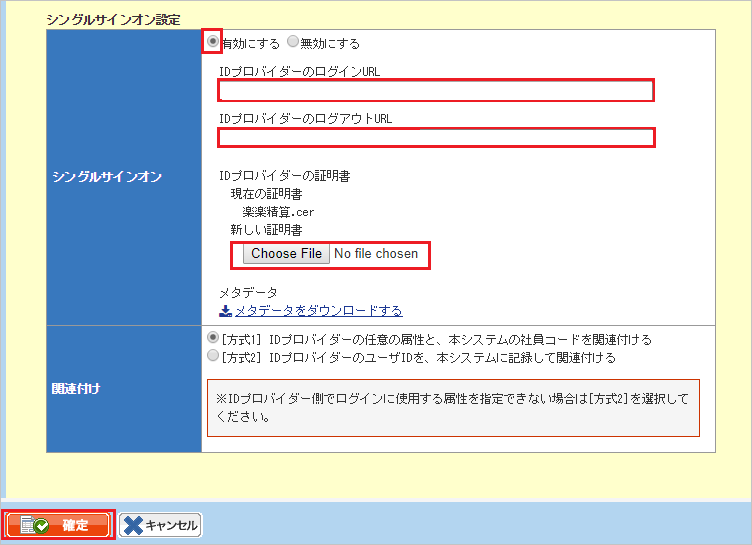 シングルサインオン設定
有効にする 無効にする
IDプロバイダーのログインURL
IDプロバイダーのログアウトURL
シングルサインオン
IDプロバイダーの証明書
現在の証明書
楽楽精算.cer
新しい証明書
Choose File No file chosen
メタデータ
メタデータをダウンロードする
[方式1] IDプロバイダーの任意の属性と、本システムの社員コードを関連付ける
[方式2] IDプロバイダーのユーザIDを、本システムに記録して関連付ける
関連付け
※IDプロバイダー側でログインに使用する属性を指定できない場合は[方式2]を選択して
ください。
確定 キャンセル